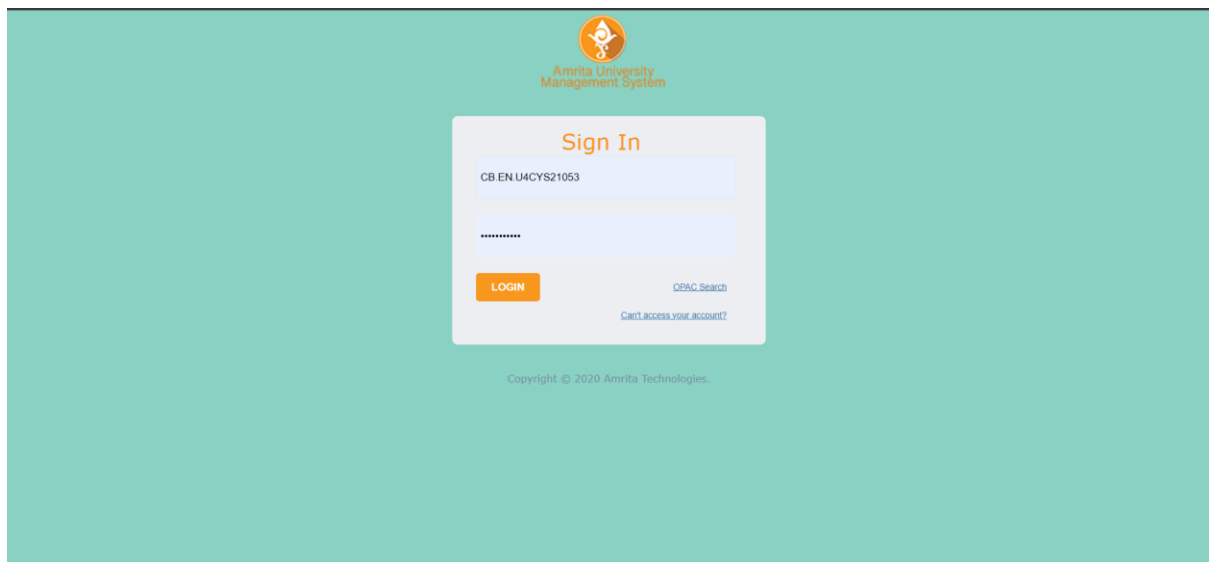 Amrita University
Management System
Sign In
CB.EN.U4CYS21053
•••••••••••
LOGIN
OPAC Search
Can't access your account?
Copyright © 2020 Amrita Technologies.